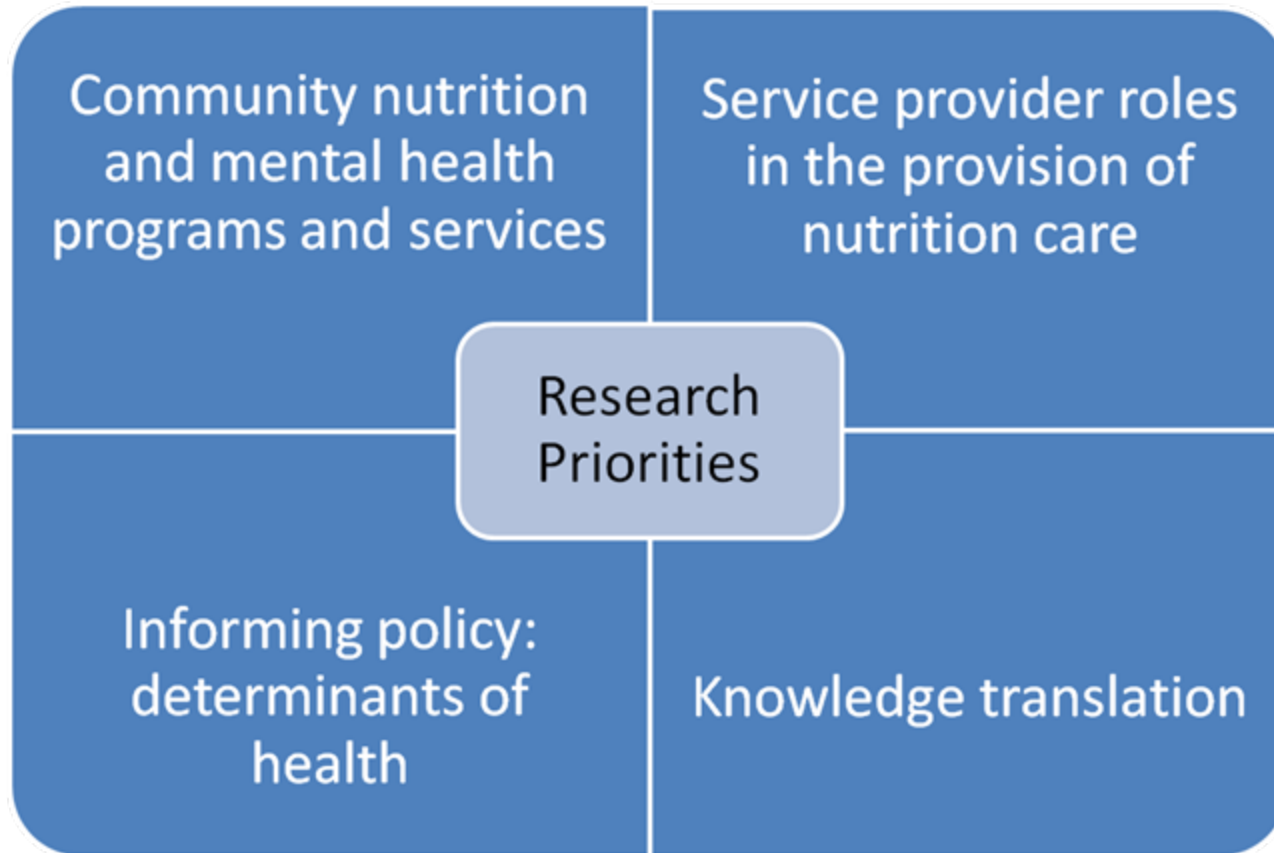 Community nutrition
and mental health
programs and services
Service provider roles
in the provision of
nutrition care
Research
Priorities
Informing policy:
determinants of
health
Knowledge translation